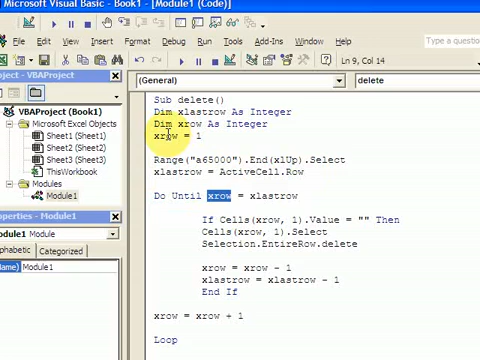 Microsoft Visual Basic - Book1 - [Module1 (Code)]
File Edit View Insert Format Debug Run Tools Add-Ins Window Help
Type a question
Ln 9, Col 14
oject - VBAProject
VBAProject (Book1)
Microsoft Excel Objects
Sheet1 (Sheet1)
Sheet2 (Sheet2)
Sheet3 (Sheet3)
ThisWorkbook
Modules
Module1
operties - Module1
odule1 Module
phabetic Categorized
ame) Module1
(General) delete
Sub delete()
Dim xlastrow As Integer
Dim xrow As Integer
xrow = 1
Range("a65000").End(xlUp).Select
xlastrow = ActiveCell.Row
Do Until xrow = xlastrow
If Cells(xrow, 1).Value = "" Then
Cells(xrow, 1).Select
Selection.EntireRow.delete
xrow = xrow - 1
xlastrow = xlastrow - 1
End If
xrow = xrow + 1
Loop